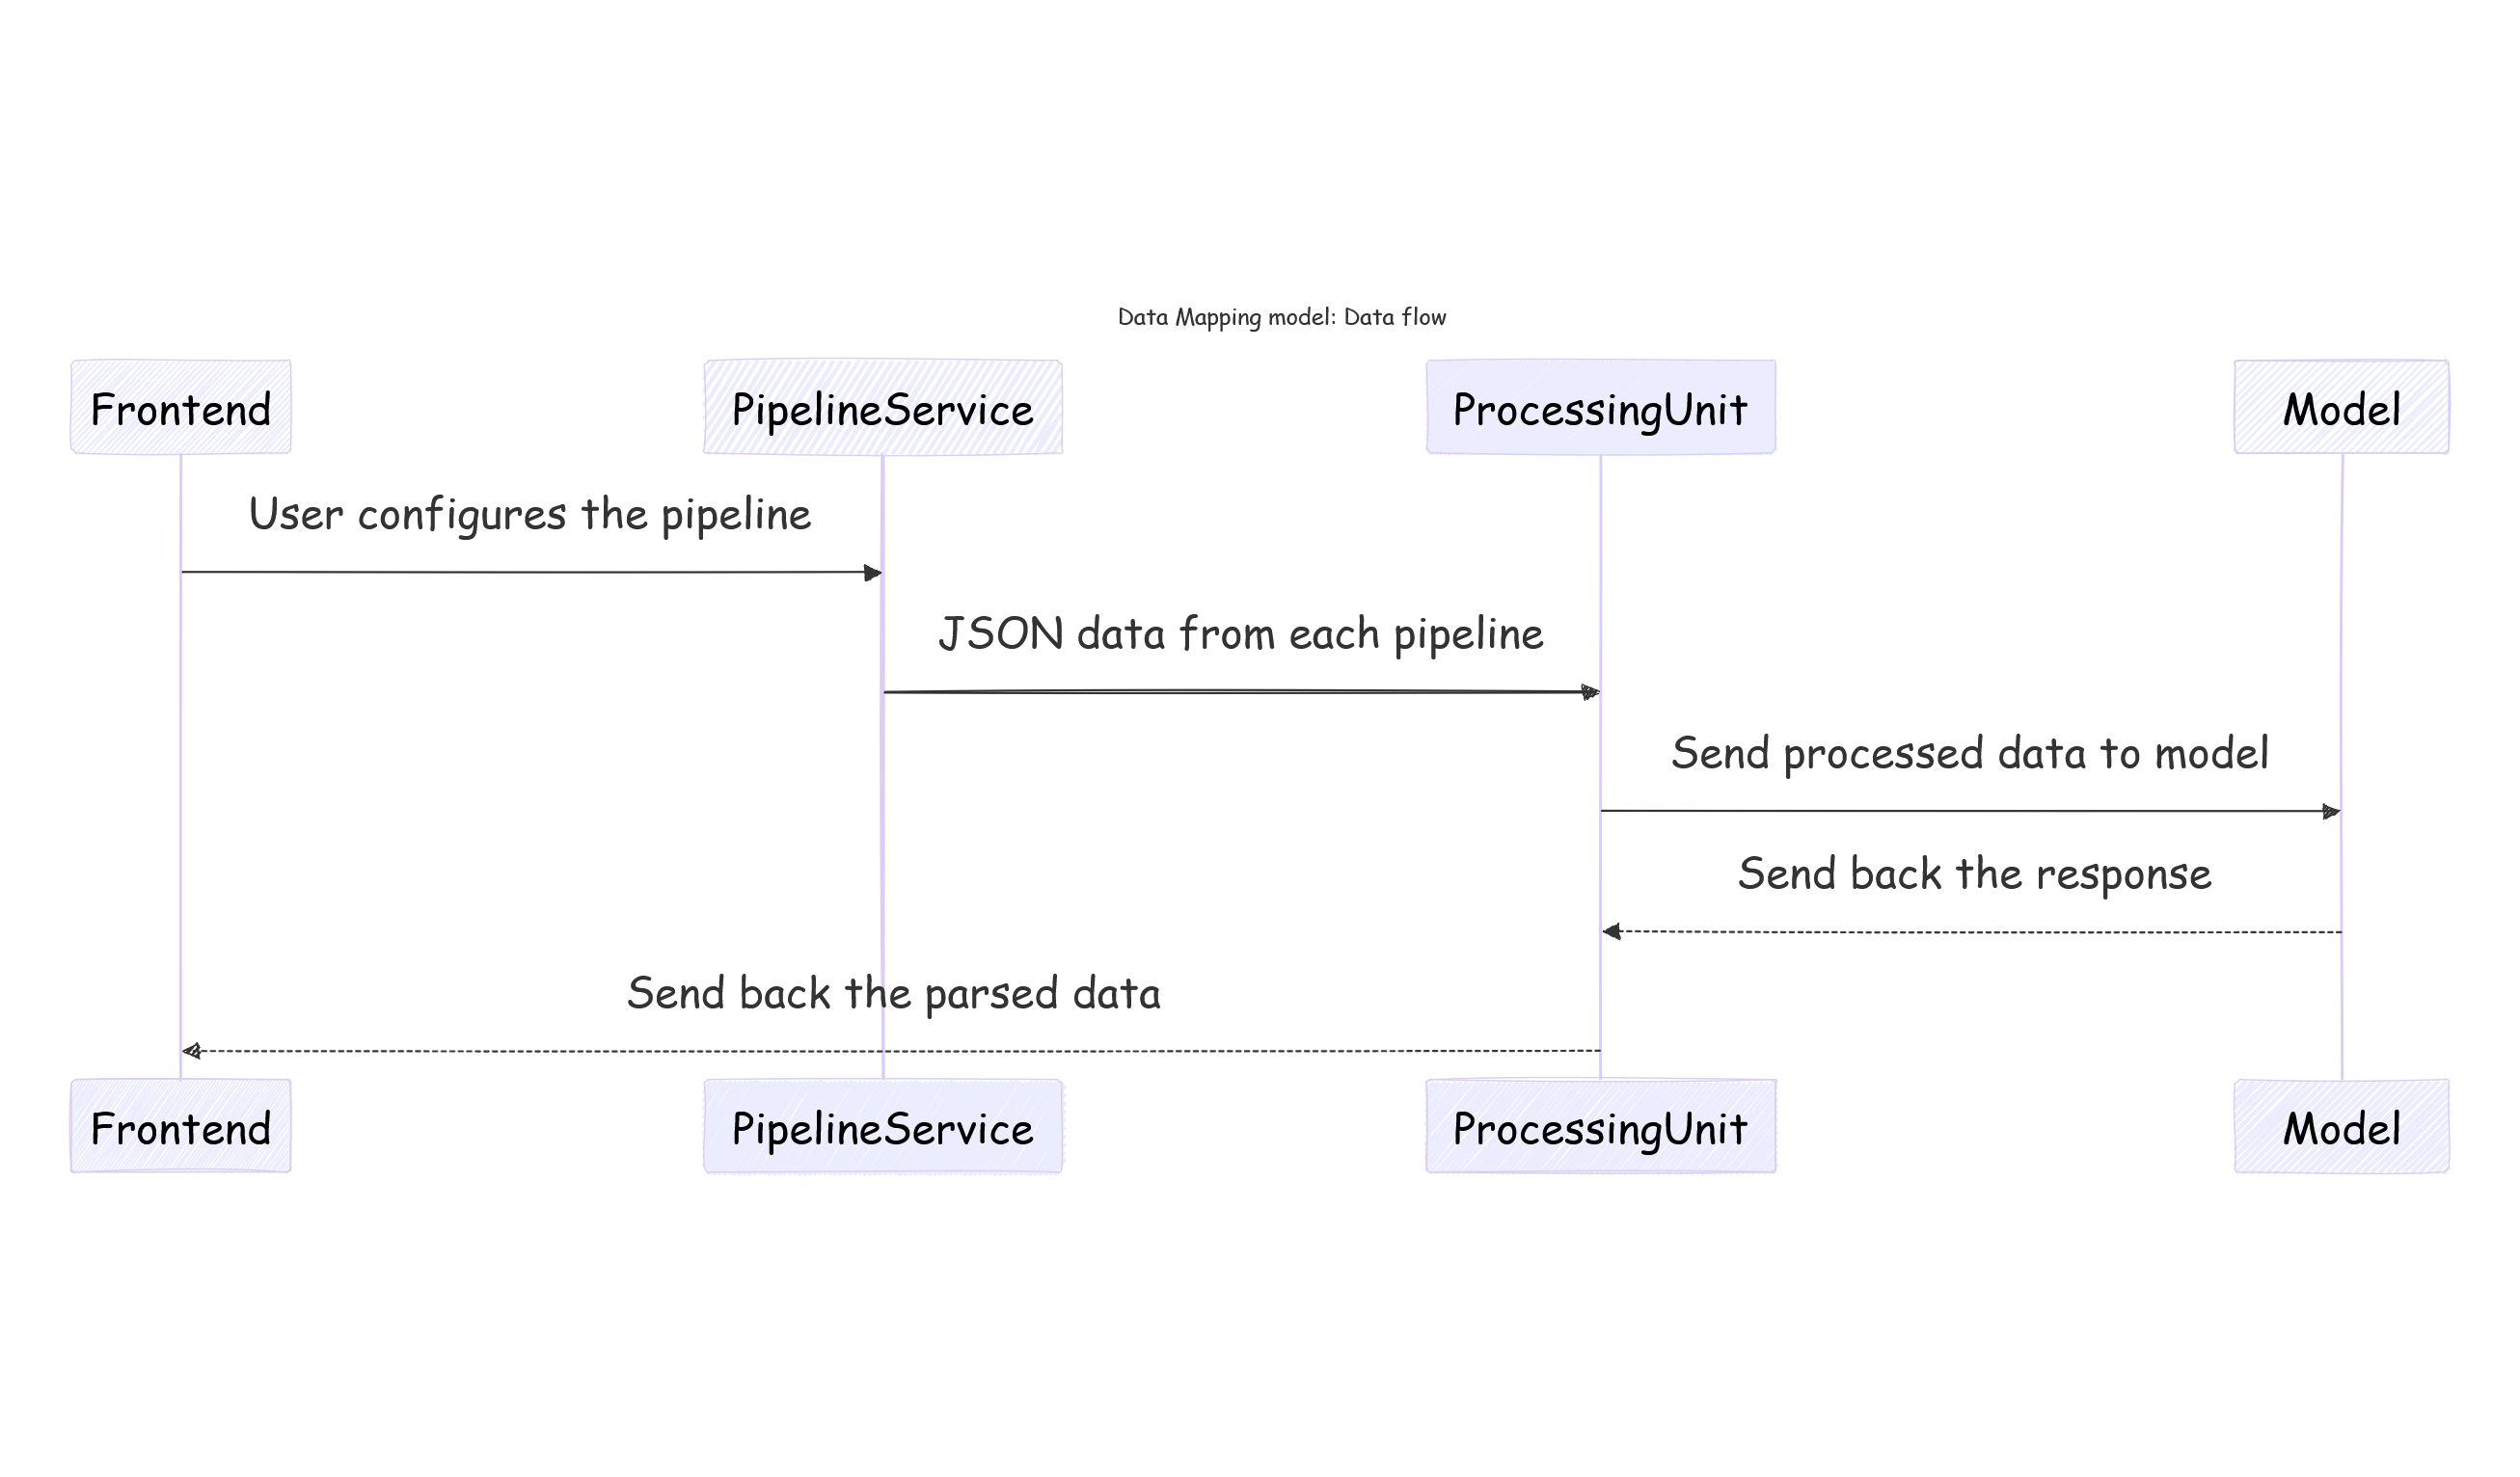 Data Mapping model: Data flow
Frontend
PipelineService
ProcessingUnit
Model
User configures the pipeline
JSON data from each pipeline
Send processed data to model
Send back the response
Send back the parsed data
Frontend
PipelineService
ProcessingUnit
Model